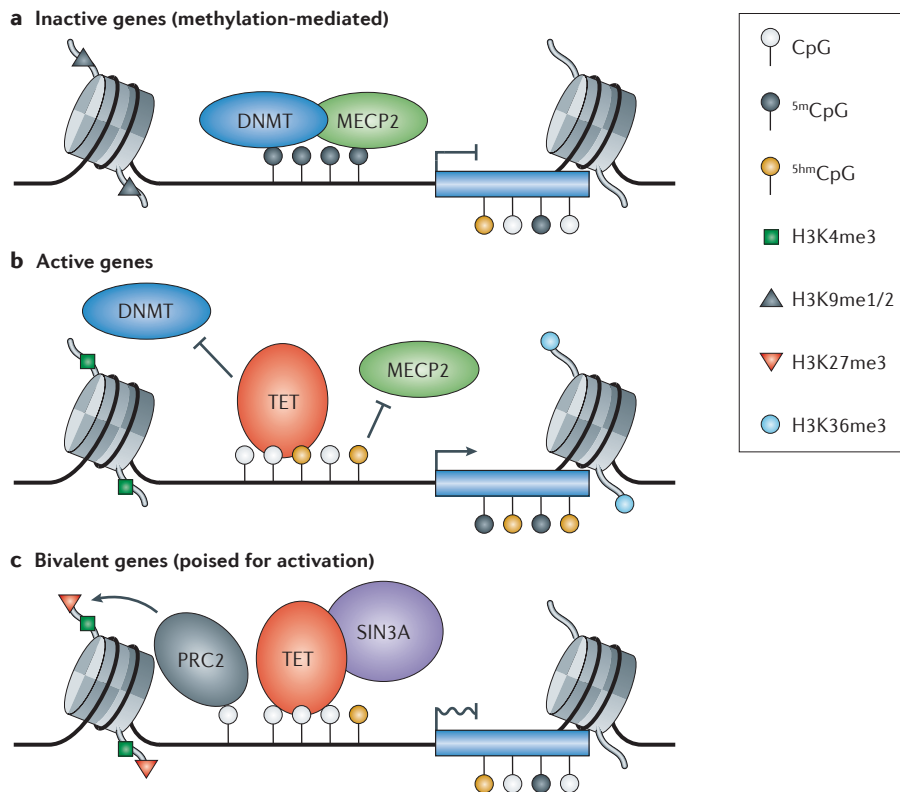 a Inactive genes (methylation-mediated)
DNMT
MECP2
b Active genes
DNMT
TET
MECP2
c Bivalent genes (poised for activation)
PRC2
TET
SIN3A
CpG
5mCpG
5hmCpG
H3K4me3
H3K9me1/2
H3K27me3
H3K36me3